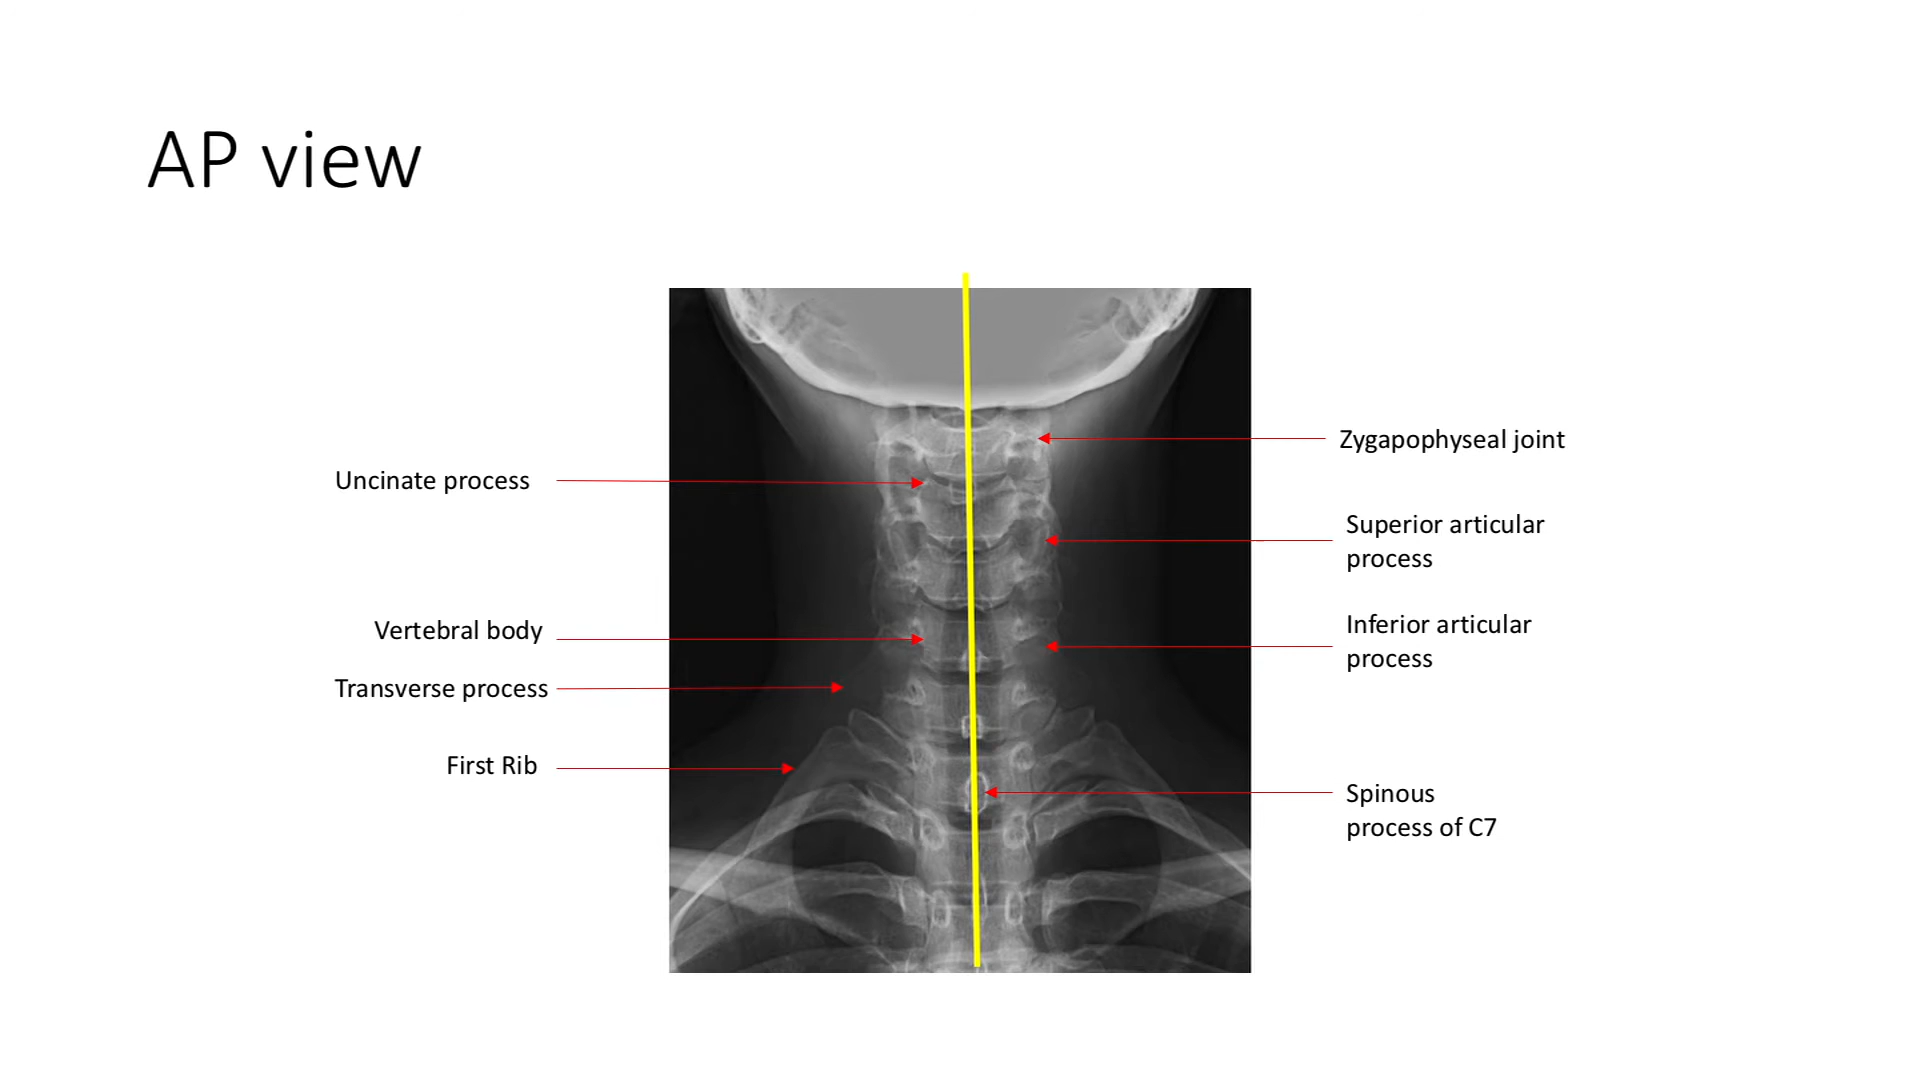 AP view
Uncinate process
Vertebral body
Transverse process
First Rib
Zygapophyseal joint
Superior articular
process
Inferior articular
process
Spinous
process of C7